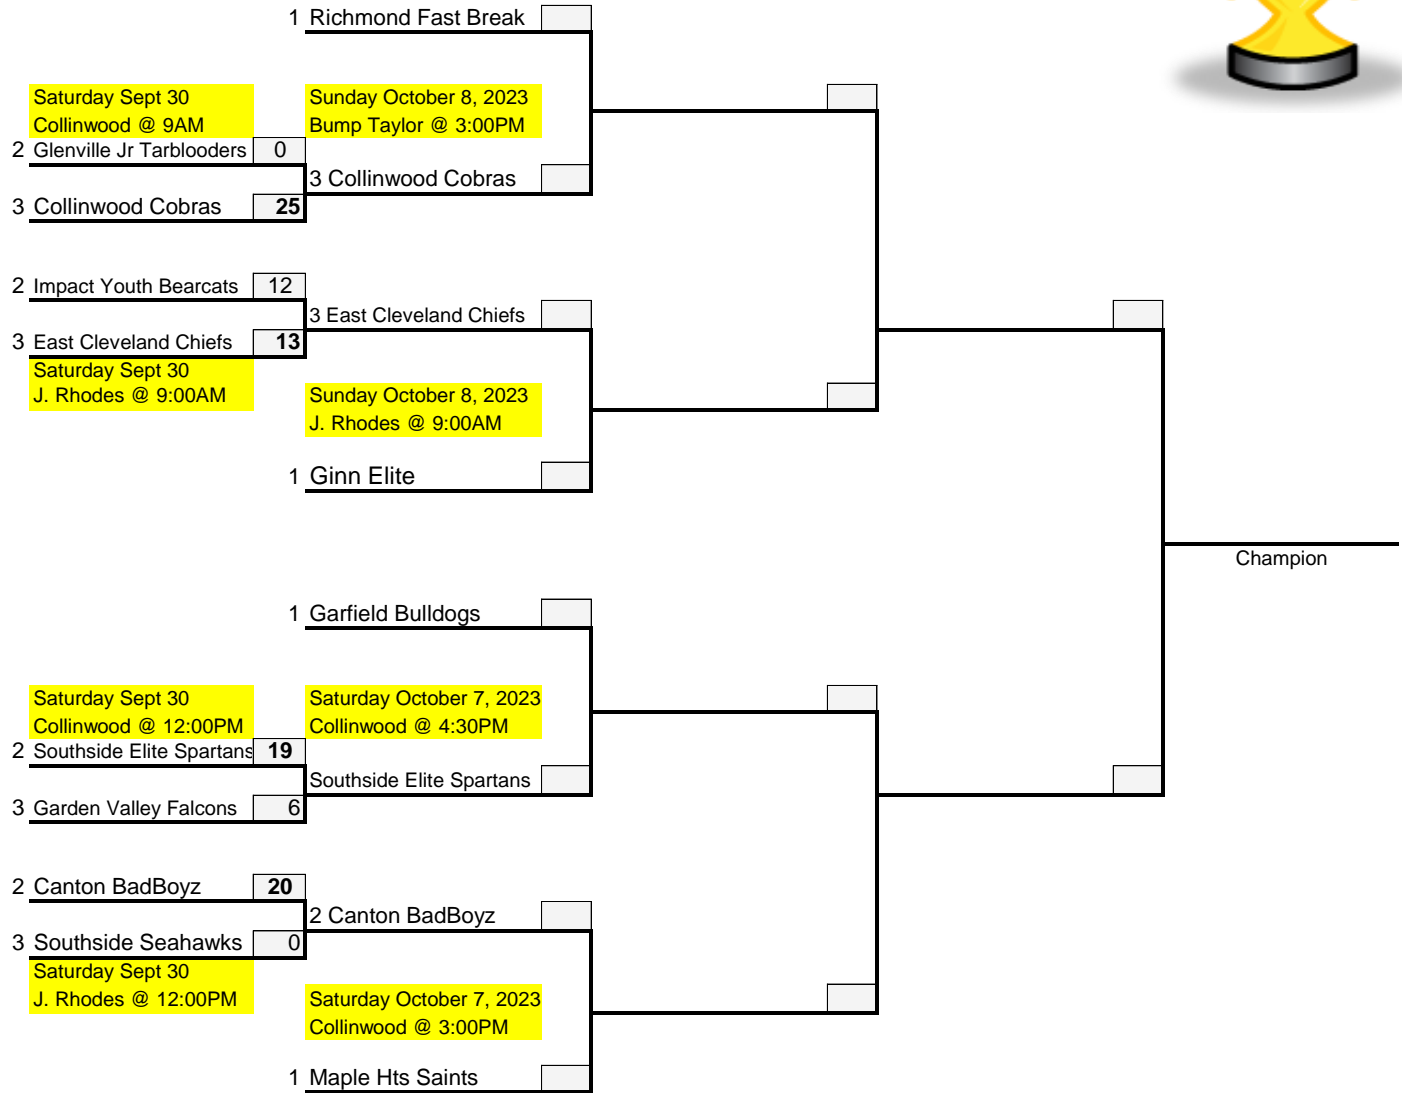 1 Richmond Fast Break
Saturday Sept 30
Collinwood @ 9AM
Sunday October 8, 2023
Bump Taylor @ 3:00PM
2 Glenville Jr Tarblooders 0
3 Collinwood Cobras
3 Collinwood Cobras 25
2 Impact Youth Bearcats 12
3 East Cleveland Chiefs
3 East Cleveland Chiefs 13
Saturday Sept 30
J. Rhodes @ 9:00AM
Sunday October 8, 2023
J. Rhodes @ 9:00AM
1 Ginn Elite
Champion
1 Garfield Bulldogs
Saturday Sept 30
Collinwood @ 12:00PM
Saturday October 7, 2023
Collinwood @ 4:30PM
2 Southside Elite Spartans 19
Southside Elite Spartans
3 Garden Valley Falcons 6
2 Canton BadBoyz 20
2 Canton BadBoyz
3 Southside Seahawks 0
Saturday Sept 30
J. Rhodes @ 12:00PM
Saturday October 7, 2023
Collinwood @ 3:00PM
1 Maple Hts Saints